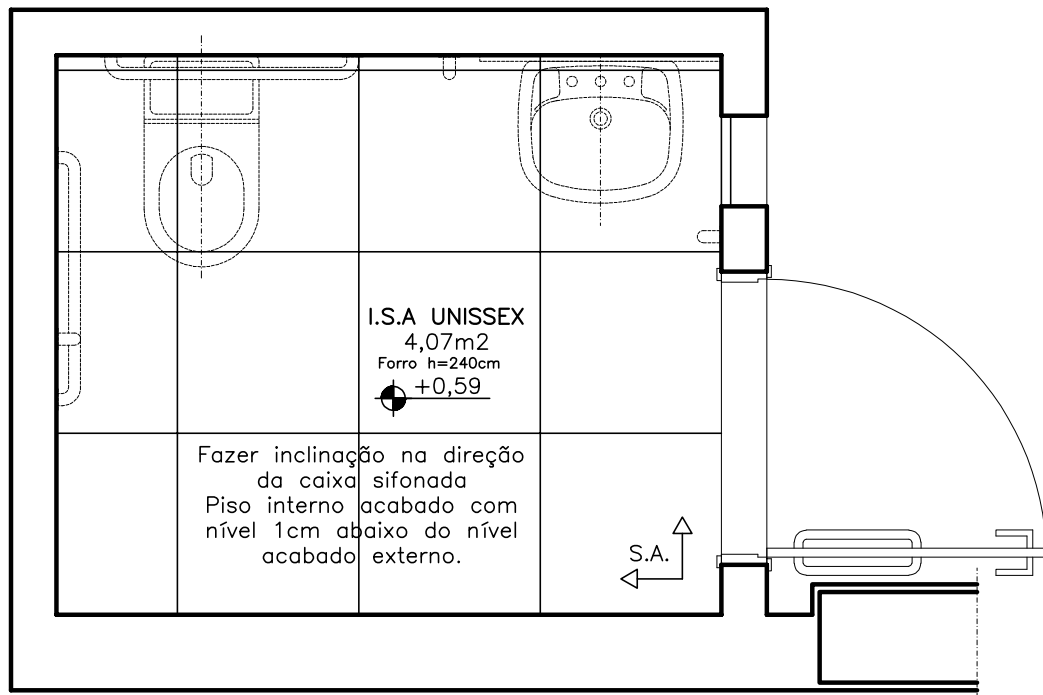 I.S.A UNISSEX
4,07m2
Forro h=240cm
+0,59
Fazer inclinação na direção
da caixa sifonada
Piso interno acabado com
nível 1cm abaixo do nível
acabado externo.
S.A.